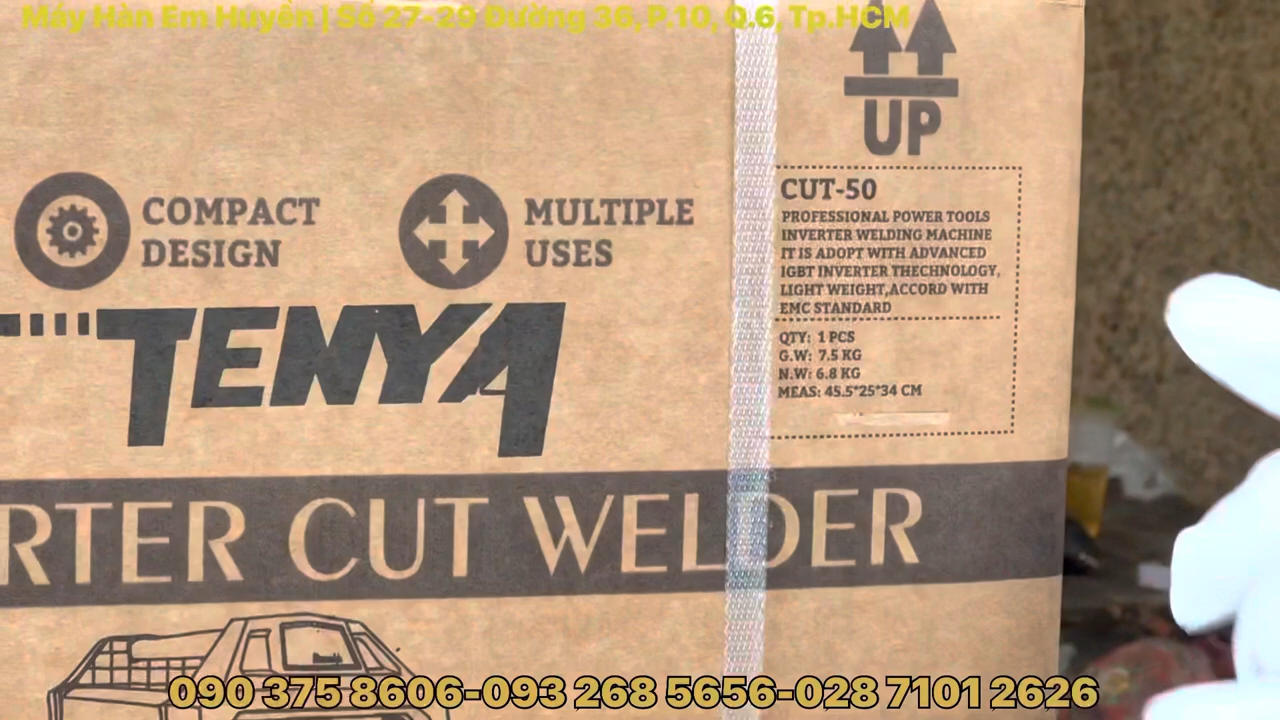 Máy Hàn Em Huyền | Số 27-29 Đường 36, P.10, Q.6, Tp.HCM
UP
COMPACT
DESIGN
MULTIPLE
USES
CUT-50
PROFESSIONAL POWER TOOLS
INVERTER WELDING MACHINE
IT IS ADOPT WITH ADVANCED
IGBT INVERTER THECHNOLOGY,
LIGHT WEIGHT,ACCORD WITH
EMC STANDARD
QTY: 1 PCS
G.W: 7.5 KG
N.W: 6.8 KG
MEAS: 45.5*25*34 CM
TENYA
RTER CUT WELDER
090 375 8606-093 268 5656-028 7101 2626